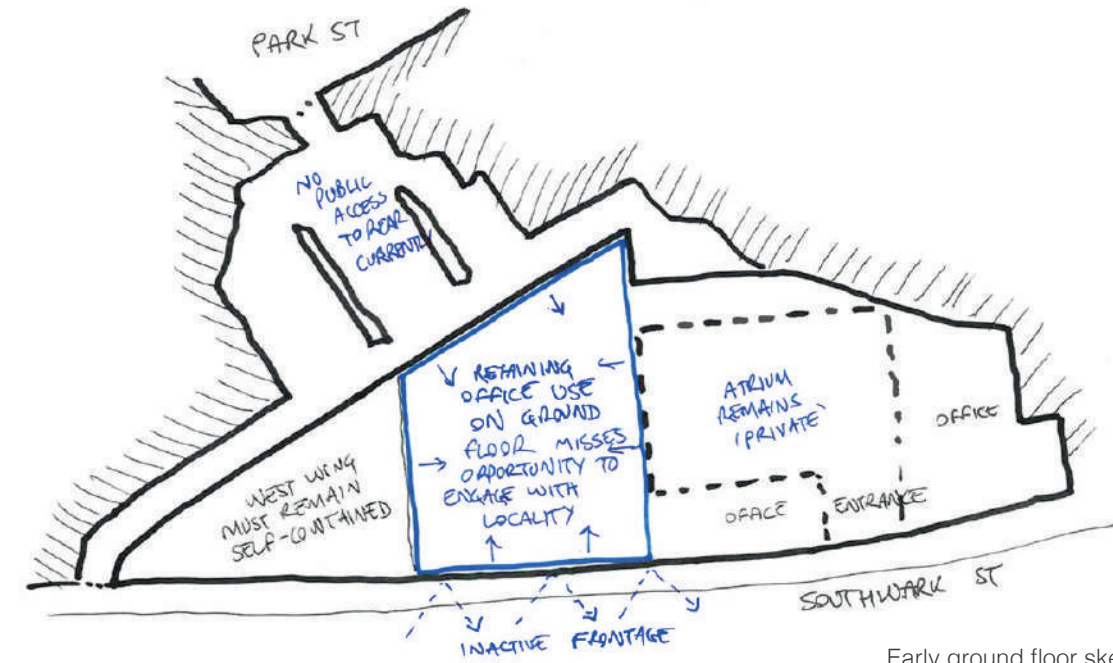 PARK ST
NO
PUBLIC
ACCESS
TO REAR
CURRENTLY
RETAINING
OFFICE USE
ON GROUND
FLOOR MISSES
OPPORTUNITY TO
ENGAGE WITH
LOCALITY
ATRIUM
REMAINS
'PRIVATE'
OFFICE
WEST WING
MUST REMAIN
SELF-CONTAINED
OFFICE
ENTRANCE
SOUTHWARK ST
INACTIVE FRONTAGE
Early ground floor ske